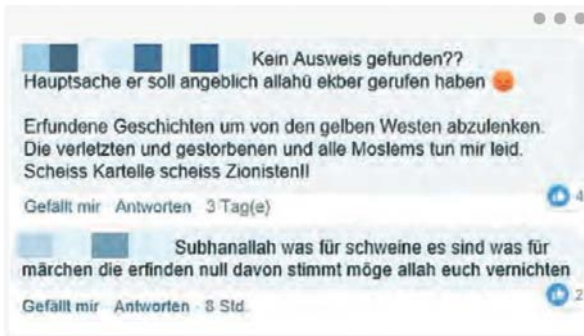 Kein Ausweis gefunden??
Hauptsache er soll angeblich allahü ekber gerufen haben
Erfundene Geschichten um von den gelben Westen abzulenken.
Die verletzten und gestorbenen und alle Moslems tun mir leid.
Scheiss Kartelle scheiss Zionisten!!
Gefällt mir Antworten 3 Tag(e)
4
Subhanallah was für schweine es sind was für
märchen die erfinden null davon stimmt möge allah euch vernichten
Gefällt mir Antworten 8 Std.
2